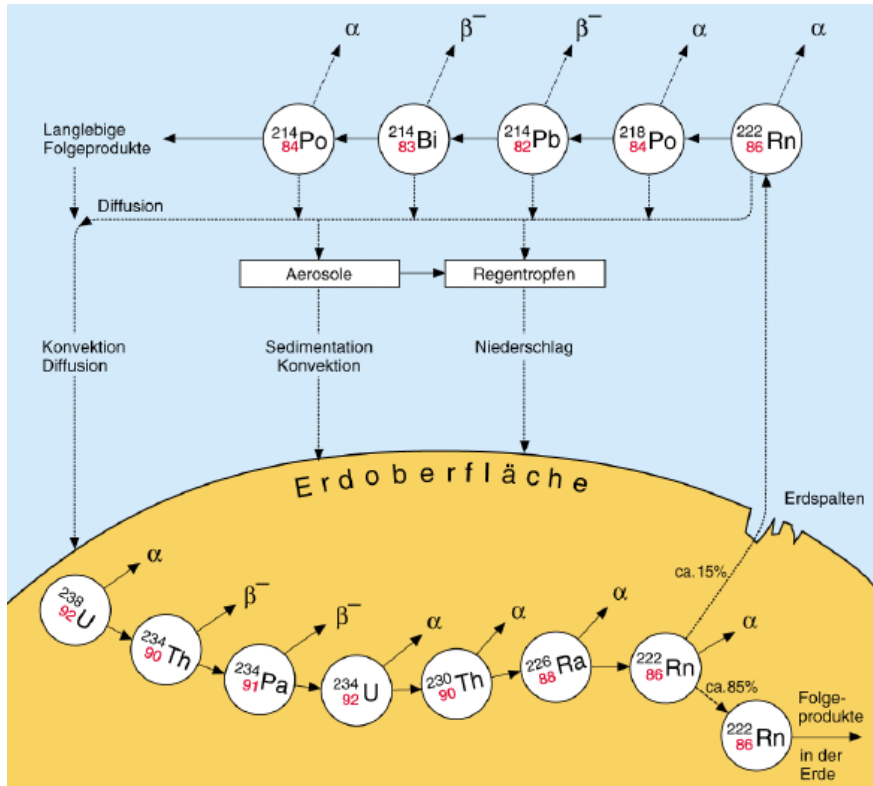 α β⁻ β⁻ α α
²¹⁴₈₄Po ²¹⁴₈₃Bi ²¹⁴₈₂Pb ²¹⁸₈₄Po ²²²₈₆Rn
Langlebige
Folgeprodukte
Diffusion
Aerosole
Regentropfen
Konvektion
Diffusion
Sedimentation
Konvektion
Niederschlag
Erdoberfläche
Erdspalten
ca.15%
α β⁻ β⁻ α α α α
²³⁸₉₂U ²³⁴₉₀Th ²³⁴₉₁Pa ²³⁴₉₂U ²³⁰₉₀Th ²²⁶₈₈Ra ²²²₈₆Rn
ca.85%
²²²₈₆Rn
Folge-
produkte
in der
Erde